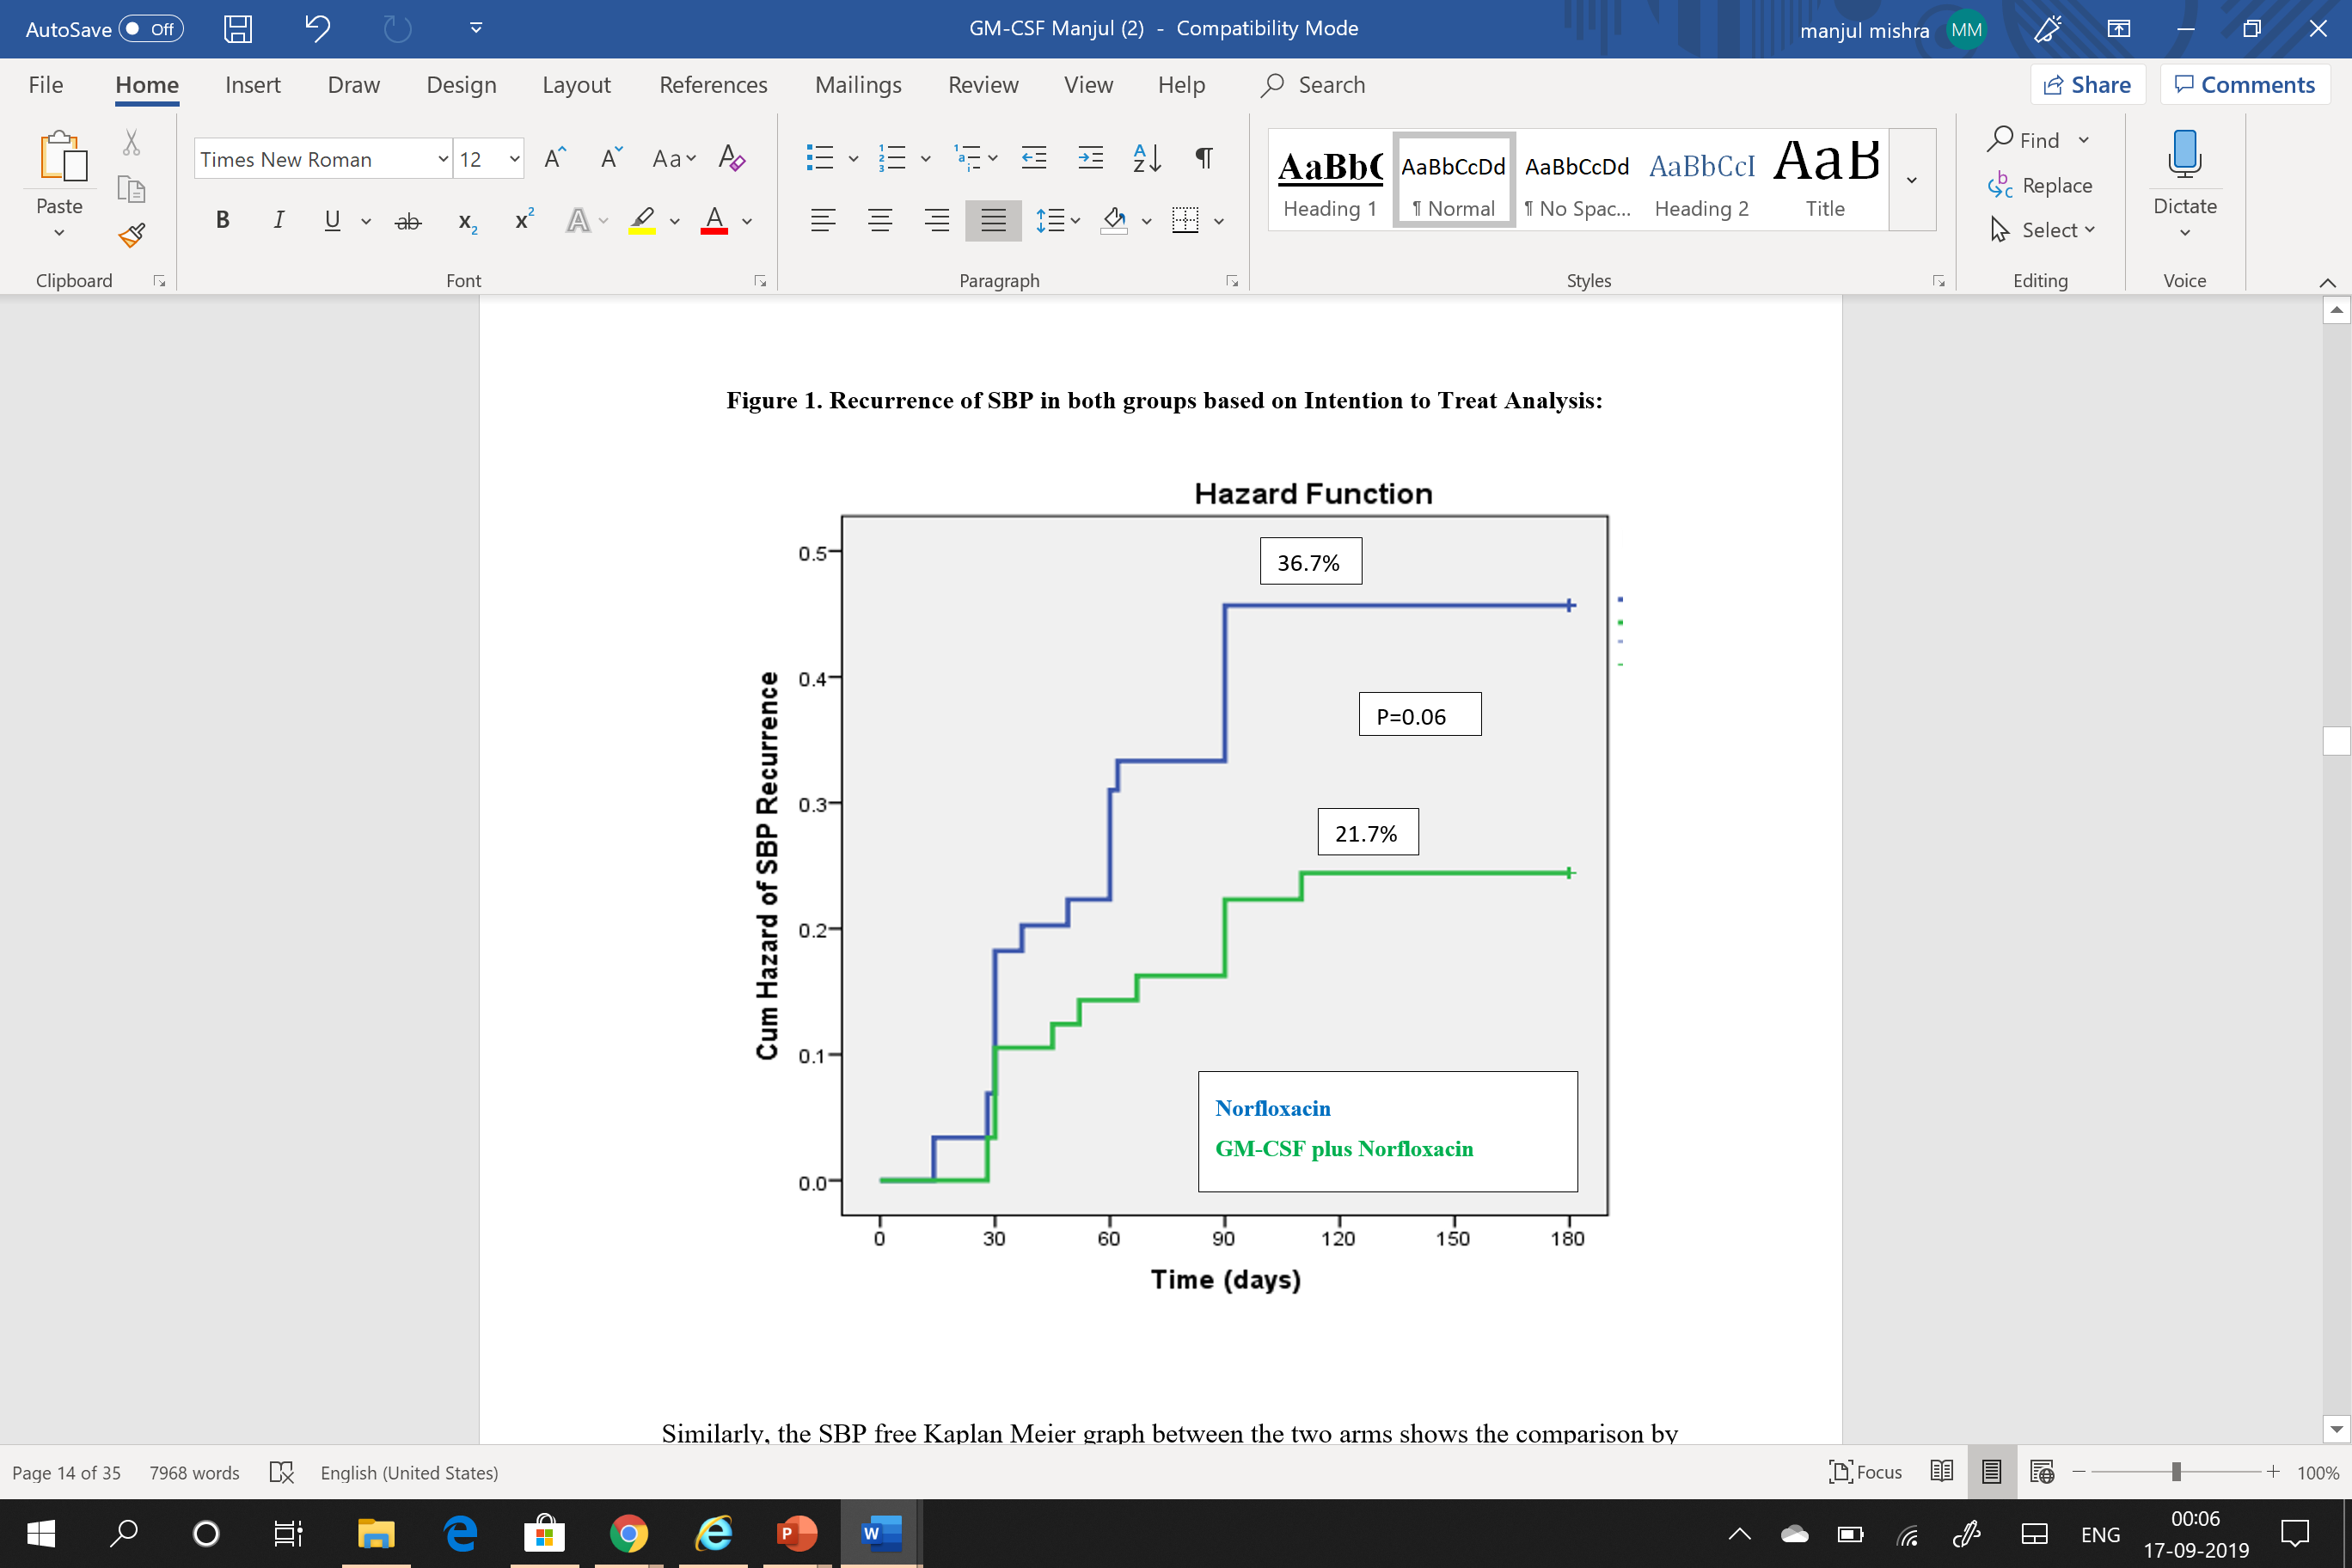 AutoSave Off
GM-CSF Manjul (2) - Compatibility Mode
manjul mishra MM
File Home Insert Draw Design Layout References Mailings Review View Help Search Share Comments
Paste
Clipboard
Times New Roman 12
Font
Paragraph
AaBbC AaBbCcDd AaBbCcDd AaBbCcI AaB
Heading 1 ¶ Normal ¶ No Spac... Heading 2 Title
Styles
Find
Replace
Select
Editing
Dictate
Voice
Figure 1. Recurrence of SBP in both groups based on Intention to Treat Analysis:
Hazard Function
Cum Hazard of SBP Recurrence
0.5
0.4
0.3
0.2
0.1
0.0
36.7%
P=0.06
21.7%
Norfloxacin
GM-CSF plus Norfloxacin
0 30 60 90 120 150 180
Time (days)
Similarly, the SBP free Kaplan Meier graph between the two arms shows the comparison by
Page 14 of 35 7968 words English (United States) Focus 100%
ENG
00:06
17-09-2019